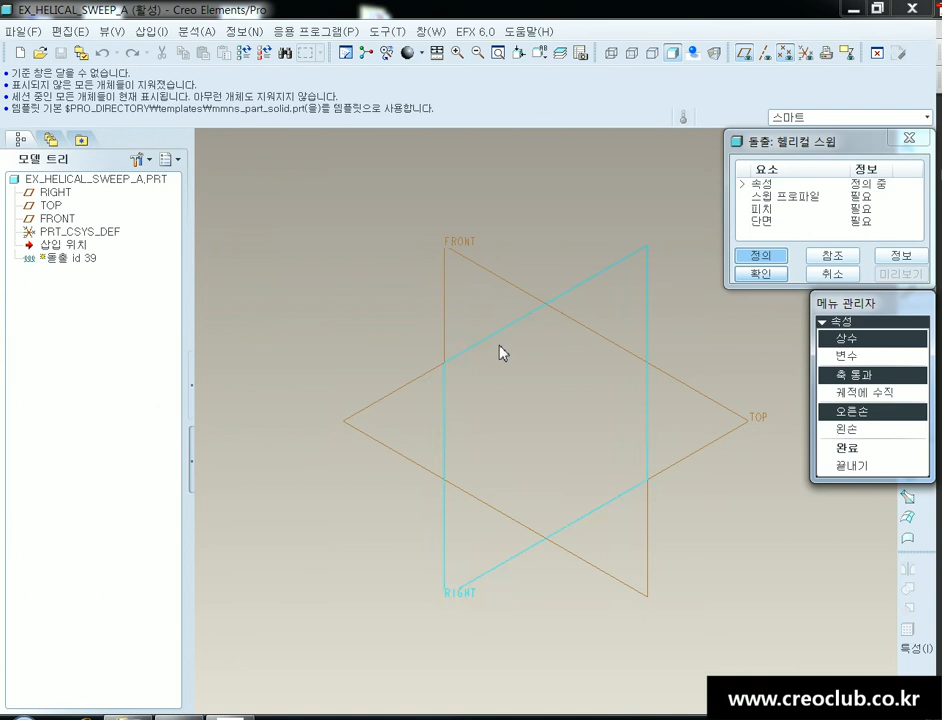 EX_HELICAL_SWEEP_A (활성) - Creo Elements/Pro
파일(F) 편집(E) 뷰(V) 삽입(I) 분석(A) 정보(N) 응용 프로그램(P) 도구(T) 창(W) EFX 6.0 도움말(H)
• 기준 창은 닫을 수 없습니다.
• 표시되지 않은 모든 개체들이 지워졌습니다.
• 세션 중인 모든 개체들이 현재 표시됩니다. 아무런 개체도 지워지지 않습니다.
• 템플릿 기본 $PRO_DIRECTORY₩templates₩mmns_part_solid.prt(을)를 템플릿으로 사용합니다.
스마트
모델 트리
EX_HELICAL_SWEEP_A.PRT
RIGHT
TOP
FRONT
PRT_CSYS_DEF
삽입 위치
*돌출 id 39
FRONT
TOP
RIGHT
돌출: 헬리컬 스윕
요소 정보
> 속성 정의 중
스윕 프로파일 필요
피치 필요
단면 필요
정의 참조 정보
확인 취소 미리보기
메뉴 관리자
속성
상수
변수
축 통과
궤적에 수직
오른손
왼손
완료
끝내기
특성(I)
www.creoclub.co.kr